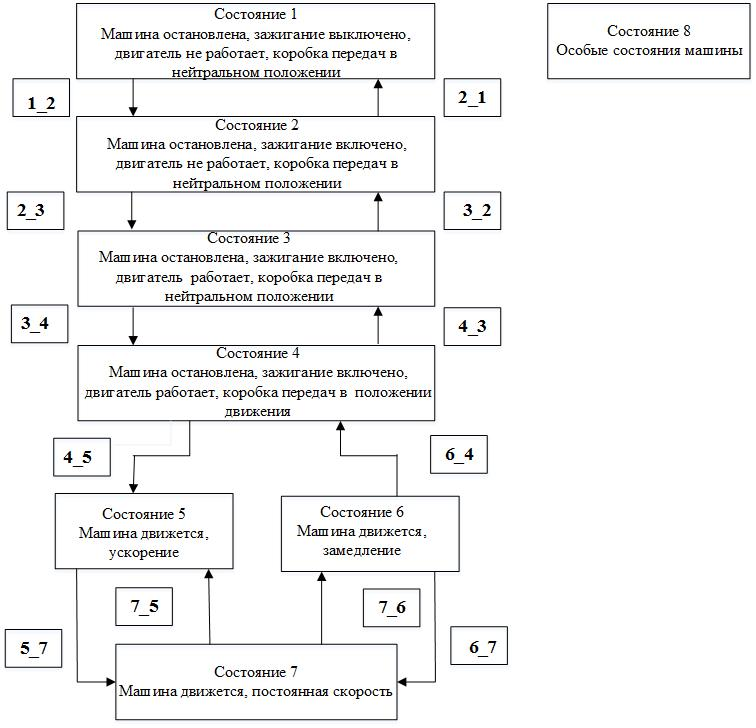 Состояние 1
Машина остановлена, зажигание выключено,
двигатель не работает, коробка передач в
нейтральном положении
Состояние 8
Особые состояния машины
1_2
2_1
Состояние 2
Машина остановлена, зажигание включено,
двигатель не работает, коробка передач в
нейтральном положении
2_3
3_2
Состояние 3
Машина остановлена, зажигание включено,
двигатель работает, коробка передач в
нейтральном положении
3_4
4_3
Состояние 4
Машина остановлена, зажигание включено,
двигатель работает, коробка передач в положении
движения
4_5
6_4
Состояние 5
Машина движется,
ускорение
Состояние 6
Машина движется,
замедление
7_5
7_6
5_7
6_7
Состояние 7
Машина движется, постоянная скорость